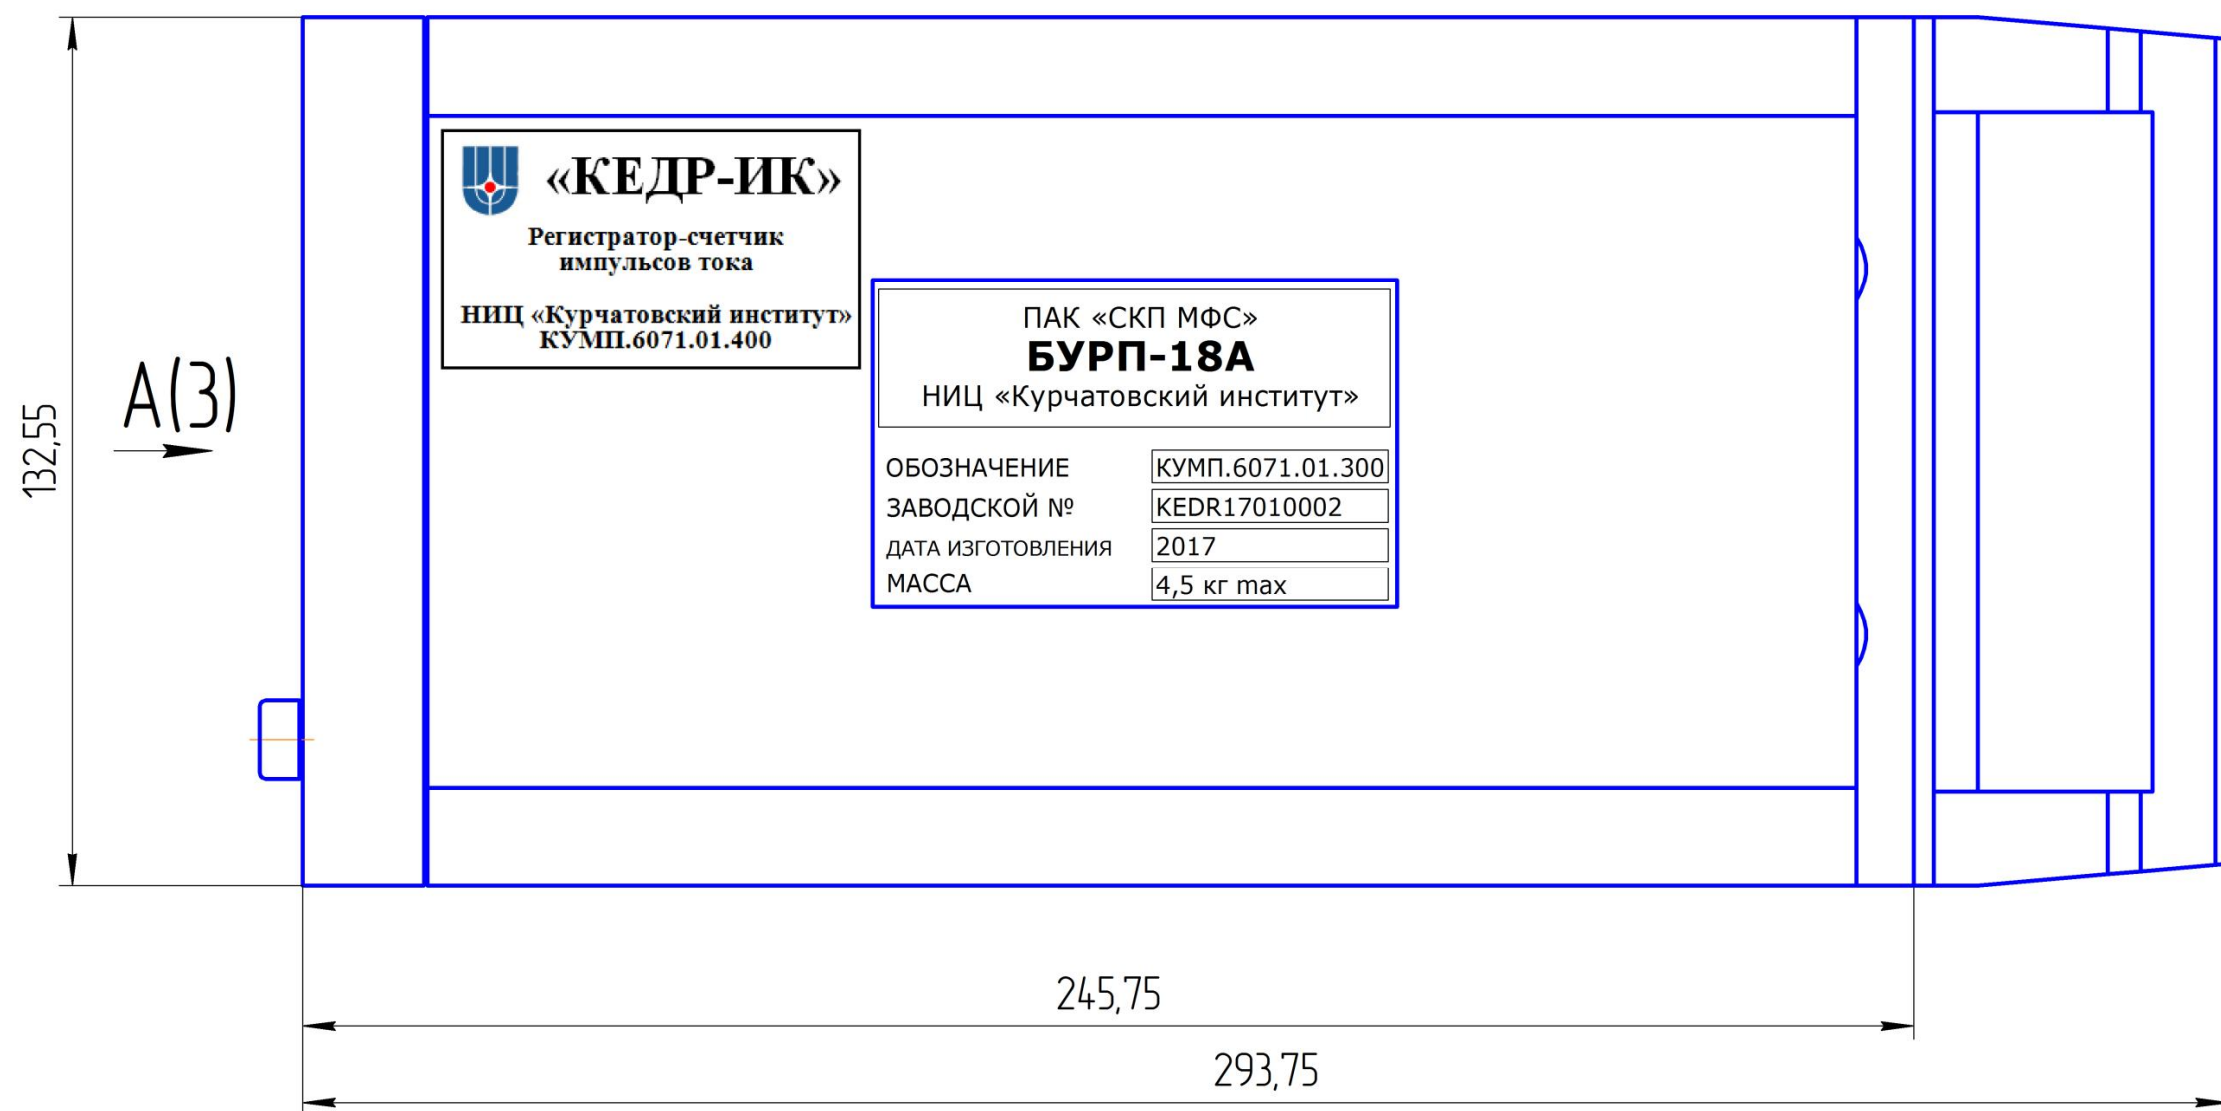 «КЕДР-ИК»
Регистратор-счетчик
импульсов тока
НИЦ «Курчатовский институт»
КУМП.6071.01.400
ПАК «СКП МФС»
БУРП-18А
НИЦ «Курчатовский институт»
ОБОЗНАЧЕНИЕ КУМП.6071.01.300
ЗАВОДСКОЙ № KEDR17010002
ДАТА ИЗГОТОВЛЕНИЯ 2017
МАССА 4,5 кг max
А(3)
132,55
245,75
293,75